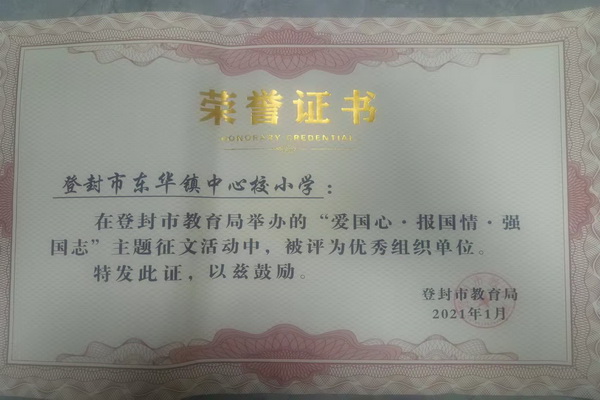 荣誉证书
HONORARY CREDENTIAL
登封市东华镇中心校小学：
在登封市教育局举办的“爱国心·报国情·强
国志”主题征文活动中，被评为优秀组织单位。
特发此证，以兹鼓励。
登封市教育局
2021年1月